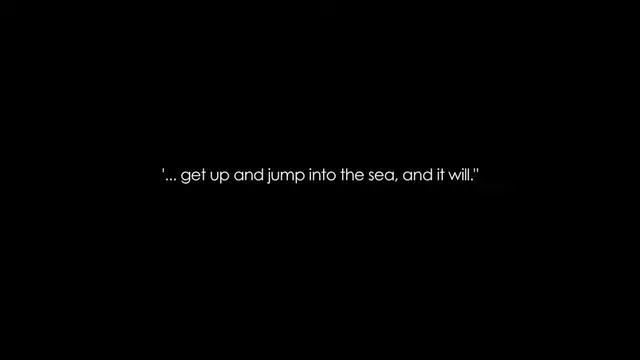 '... get up and jump into the sea, and it will."